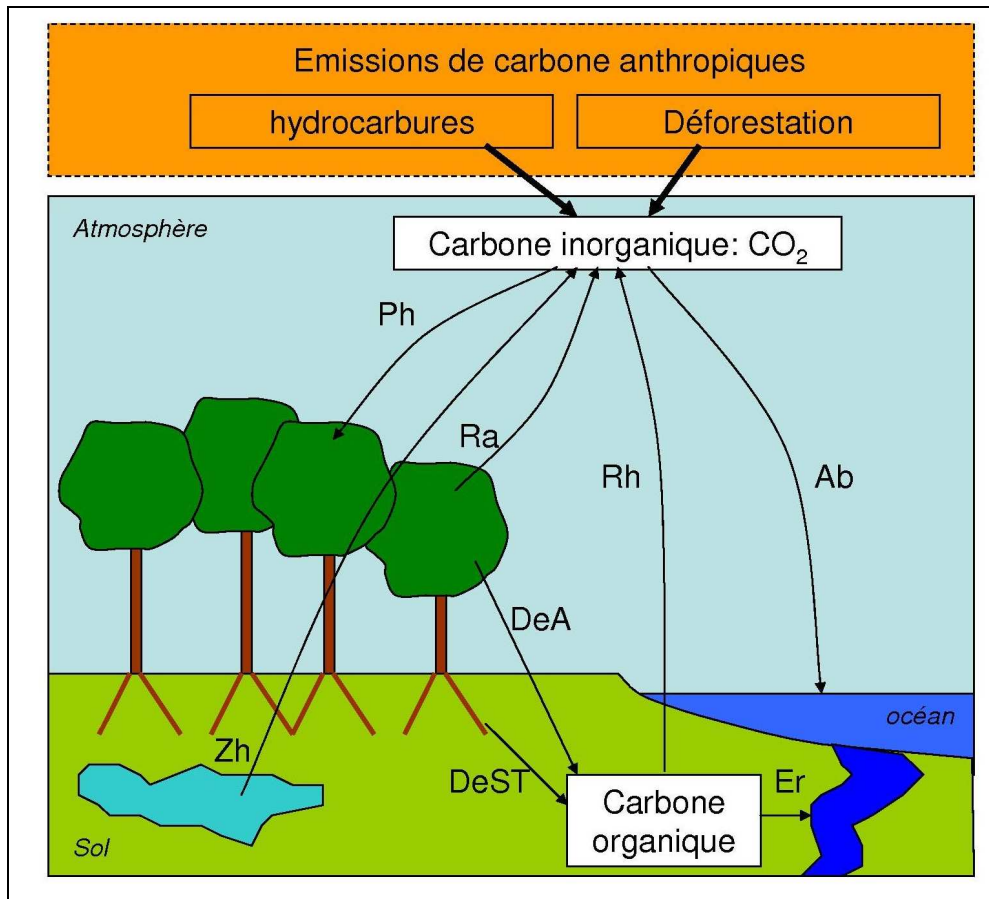 Emissions de carbone anthropiques
hydrocarbures
Déforestation
Atmosphère
Carbone inorganique: CO₂
Ph
Ra
Rh
Ab
DeA
océan
Zh
DeST
Carbone
organique
Er
Sol